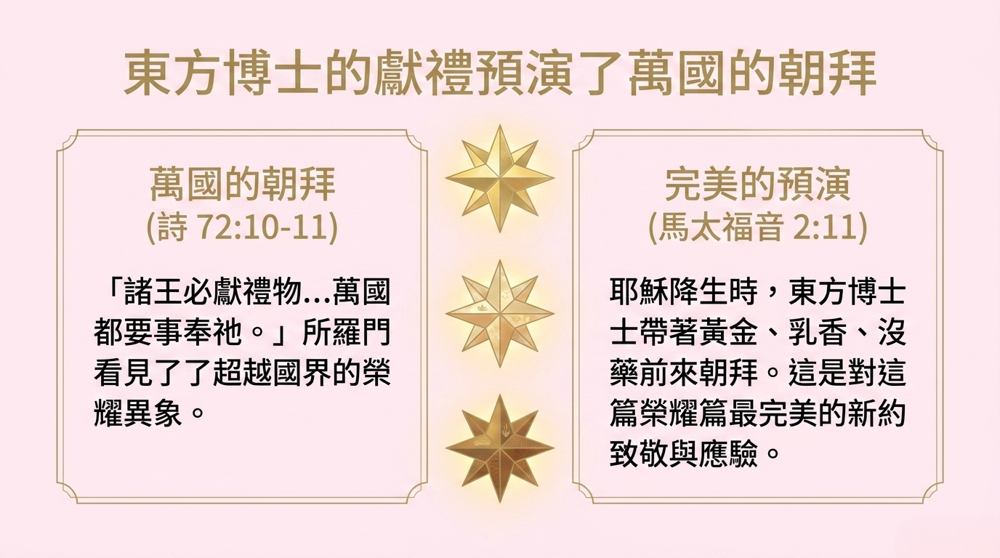 東方博士的獻禮預演了萬國的朝拜
萬國的朝拜
(詩 72:10-11)
「諸王必獻禮物...萬國
都要事奉祂。」所羅門
看見了了超越國界的榮
耀異象。
完美的預演
(馬太福音 2:11)
耶穌降生時，東方博士
士帶著黃金、乳香、沒
藥前來朝拜。這是對這
篇榮耀篇最完美的新約
致敬與應驗。